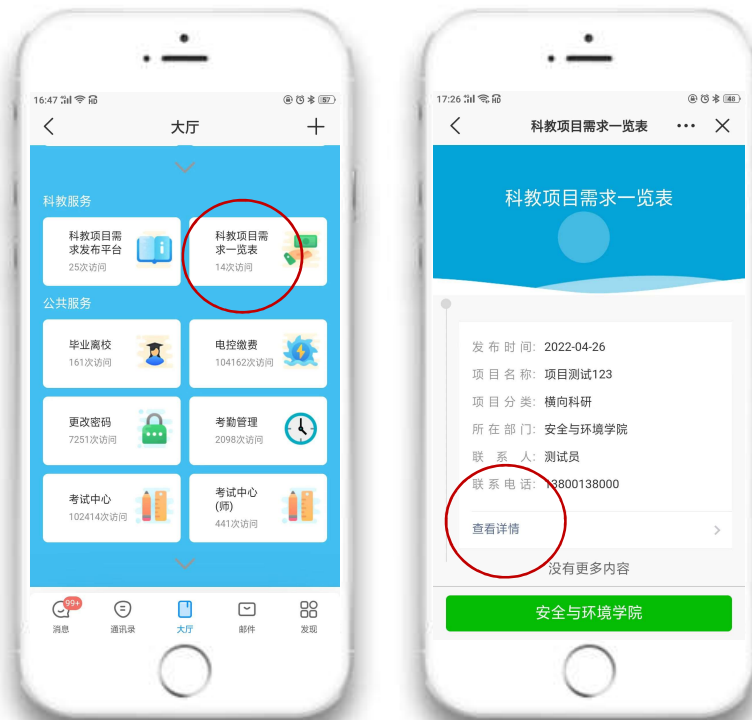 16:47
57
大厅
科教服务
科教项目需
求发布平台
25次访问
科教项目需
求一览表
14次访问
公共服务
毕业离校
161次访问
电控缴费
104162次访问
更改密码
7251次访问
考勤管理
2098次访问
考试中心
102414次访问
考试中心
(师)
441次访问
99+
消息
通讯录
大厅
邮件
发现
17:26
48
科教项目需求一览表
科教项目需求一览表
发布时间: 2022-04-26
项目名称: 项目测试123
项目分类: 横向科研
所在部门: 安全与环境学院
联系人: 测试员
联系电话: 13800138000
查看详情
没有更多内容
安全与环境学院